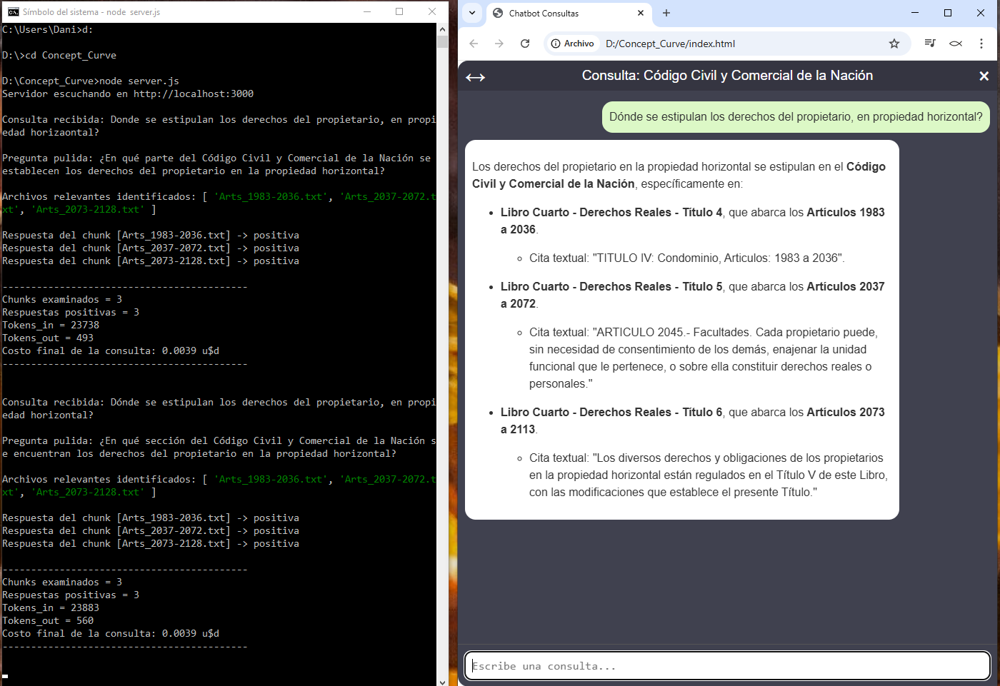 Símbolo del sistema - node server.js
C:\Users\Dani>d:
D:\>cd Concept_Curve
D:\Concept_Curve>node server.js
Servidor escuchando en http://localhost:3000
Consulta recibida: Donde se estipulan los derechos del propietario, en propi
edad horizaontal?
Pregunta pulida: ¿En qué parte del Código Civil y Comercial de la Nación se
establecen los derechos del propietario en la propiedad horizontal?
Archivos relevantes identificados: [ 'Arts_1983-2036.txt', 'Arts_2037-2072.t
xt', 'Arts_2073-2128.txt' ]
Respuesta del chunk [Arts_1983-2036.txt] -> positiva
Respuesta del chunk [Arts_2037-2072.txt] -> positiva
Respuesta del chunk [Arts_2073-2128.txt] -> positiva
-------------------------------------------
Chunks examinados = 3
Respuestas positivas = 3
Tokens_in = 23738
Tokens_out = 493
Costo final de la consulta: 0.0039 u$d
-------------------------------------------
Consulta recibida: Dónde se estipulan los derechos del propietario, en propi
edad horizontal?
Pregunta pulida: ¿En qué sección del Código Civil y Comercial de la Nación s
e encuentran los derechos del propietario en la propiedad horizontal?
Archivos relevantes identificados: [ 'Arts_1983-2036.txt', 'Arts_2037-2072.t
xt', 'Arts_2073-2128.txt' ]
Respuesta del chunk [Arts_1983-2036.txt] -> positiva
Respuesta del chunk [Arts_2037-2072.txt] -> positiva
Respuesta del chunk [Arts_2073-2128.txt] -> positiva
-------------------------------------------
Chunks examinados = 3
Respuestas positivas = 3
Tokens_in = 23883
Tokens_out = 560
Costo final de la consulta: 0.0039 u$d
-------------------------------------------
Chatbot Consultas
Archivo D:/Concept_Curve/index.html
Consulta: Código Civil y Comercial de la Nación
Dónde se estipulan los derechos del propietario, en propiedad horizontal?
Los derechos del propietario en la propiedad horizontal se estipulan en el Código
Civil y Comercial de la Nación, específicamente en:
• Libro Cuarto - Derechos Reales - Título 4, que abarca los Artículos 1983
a 2036.
◦ Cita textual: "TITULO IV: Condominio, Articulos: 1983 a 2036".
• Libro Cuarto - Derechos Reales - Título 5, que abarca los Artículos 2037
a 2072.
◦ Cita textual: "ARTICULO 2045.- Facultades. Cada propietario puede,
sin necesidad de consentimiento de los demás, enajenar la unidad
funcional que le pertenece, o sobre ella constituir derechos reales o
personales."
• Libro Cuarto - Derechos Reales - Título 6, que abarca los Artículos 2073
a 2113.
◦ Cita textual: "Los diversos derechos y obligaciones de los propietarios
en la propiedad horizontal están regulados en el Título V de este Libro,
con las modificaciones que establece el presente Título."
Escribe una consulta...